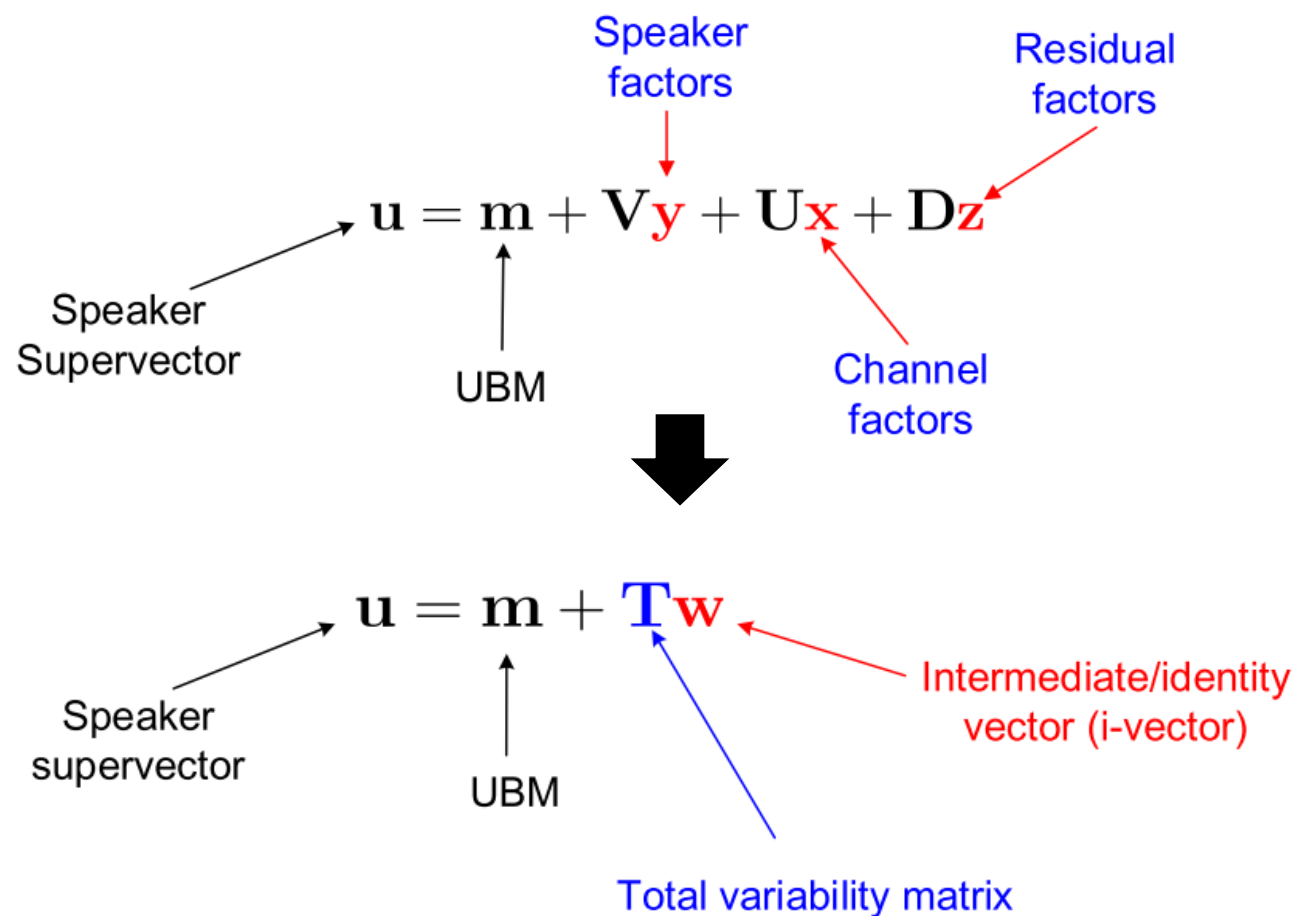 Speaker
factors
Residual
factors
u = m + Vy + Ux + Dz
Speaker
Supervector
UBM
Channel
factors
u = m + Tw
Intermediate/identity
vector (i-vector)
Speaker
supervector
UBM
Total variability matrix